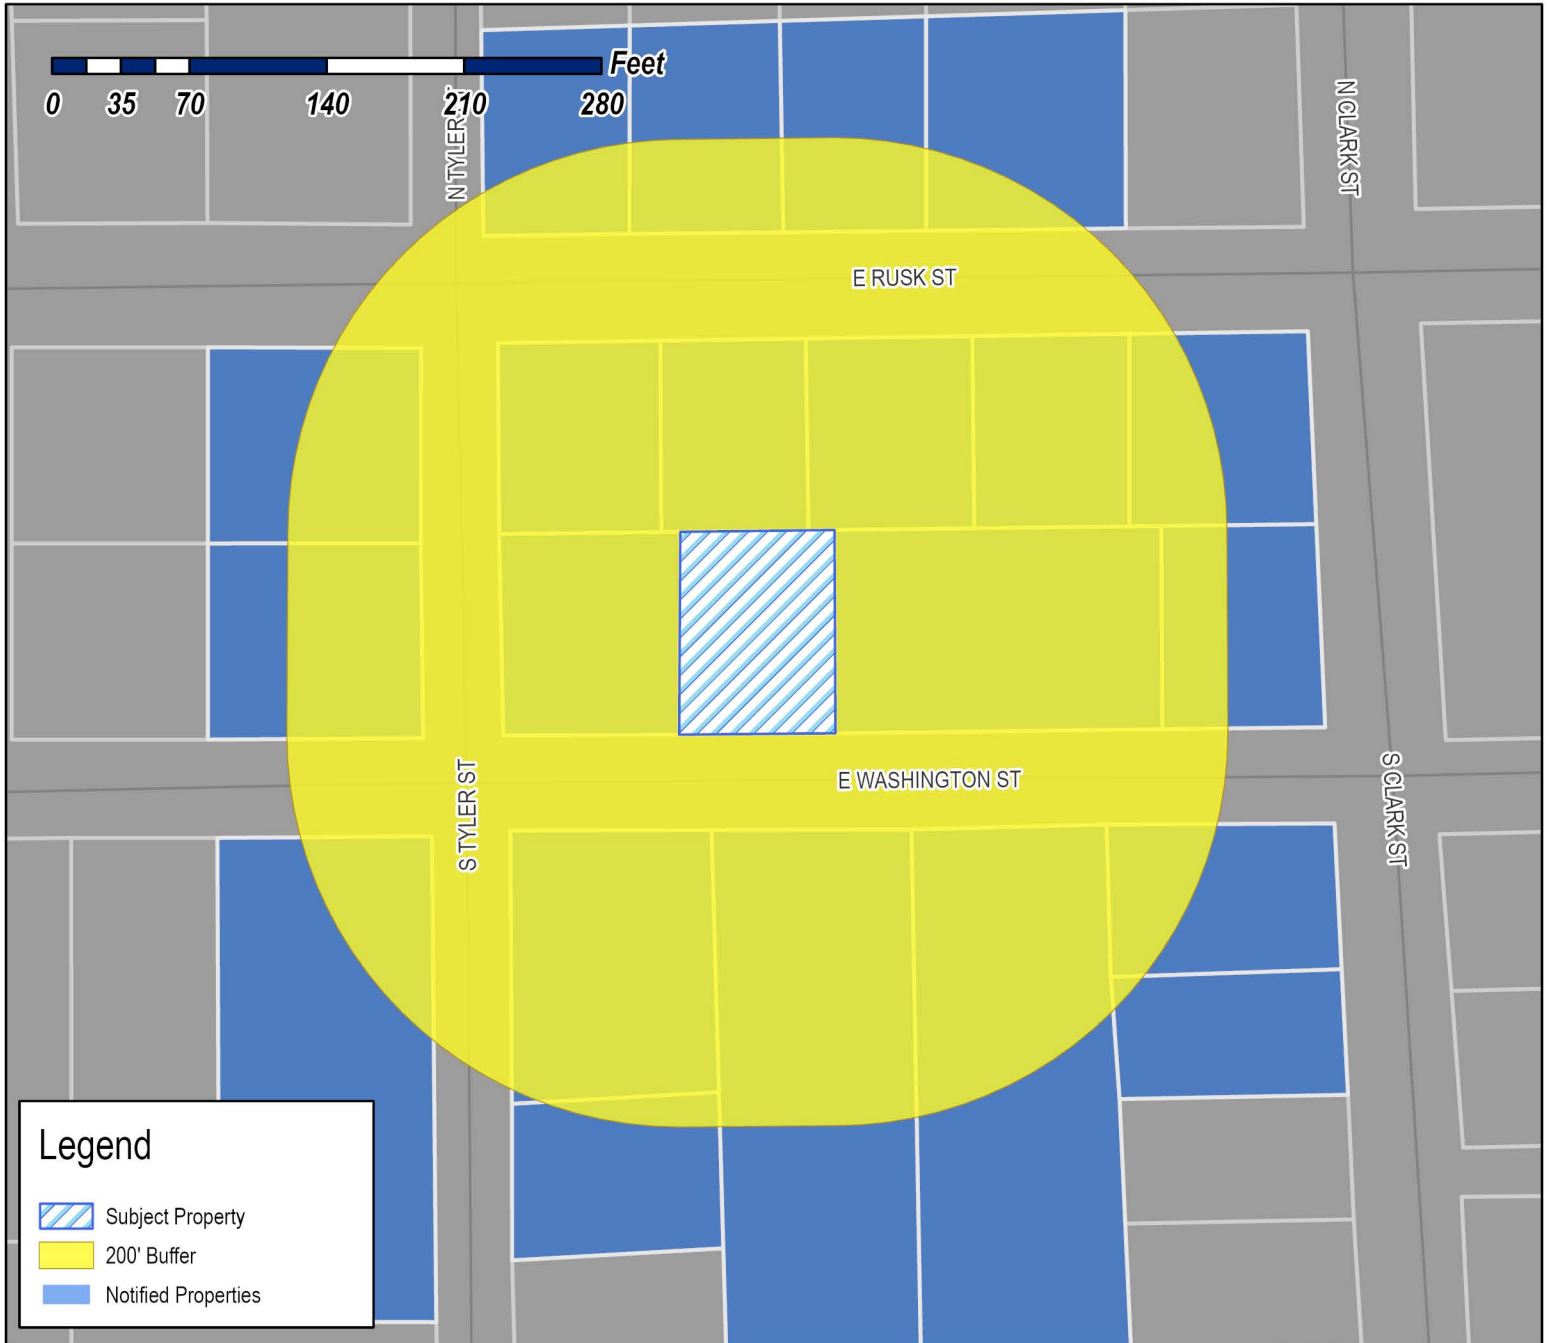 Feet
0 35 70 140 210 280
N TYLER ST
N CLARK ST
E RUSK ST
E WASHINGTON ST
S TYLER ST
S CLARK ST
Legend
Subject Property
200' Buffer
Notified Properties